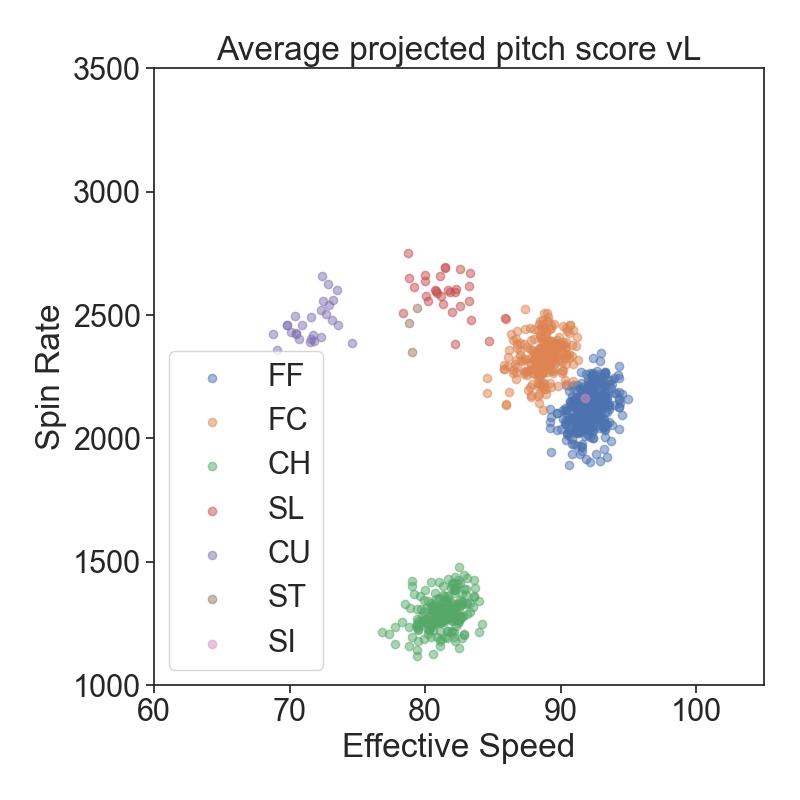 Average projected pitch score vL
3500
3000
2500
2000
1500
1000
Spin Rate
FF
FC
CH
SL
CU
ST
SI
60 70 80 90 100
Effective Speed